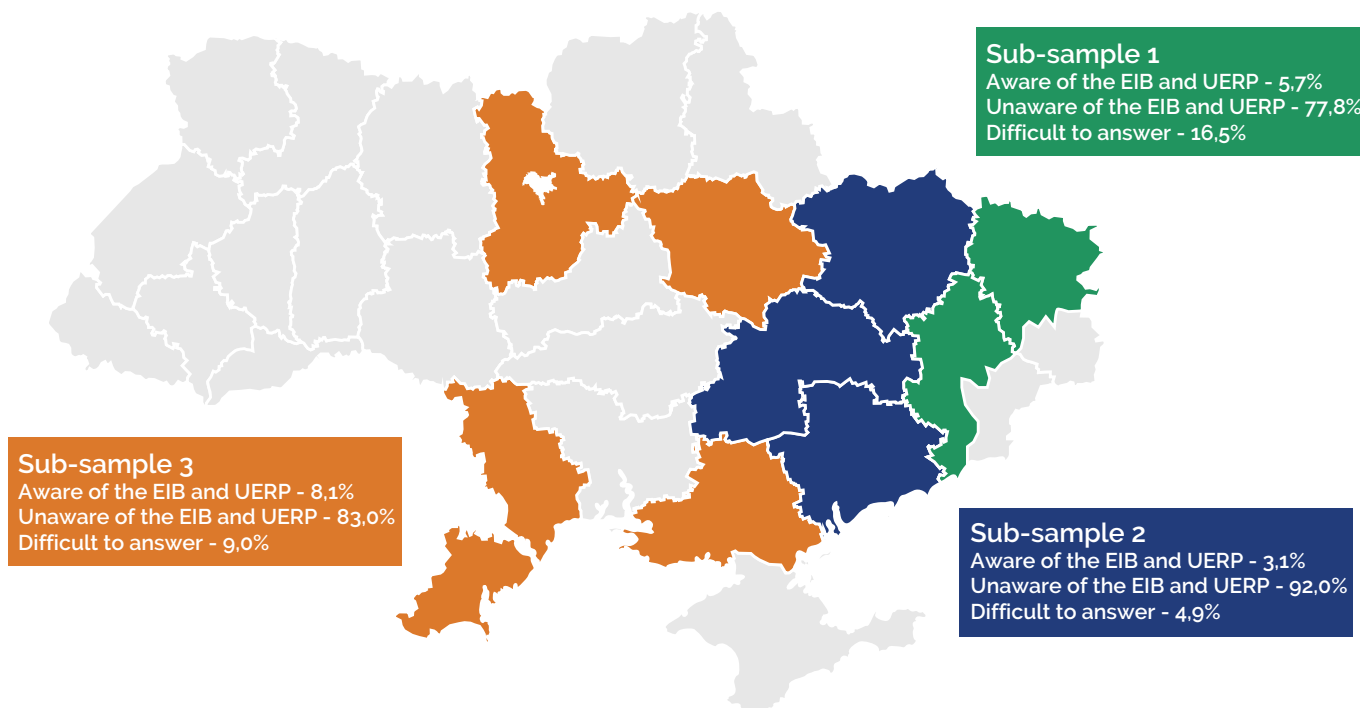 Sub-sample 1
Aware of the EIB and UERP - 5,7%
Unaware of the EIB and UERP - 77,8%
Difficult to answer - 16,5%
Sub-sample 3
Aware of the EIB and UERP - 8,1%
Unaware of the EIB and UERP - 83,0%
Difficult to answer - 9,0%
Sub-sample 2
Aware of the EIB and UERP - 3,1%
Unaware of the EIB and UERP - 92,0%
Difficult to answer - 4,9%